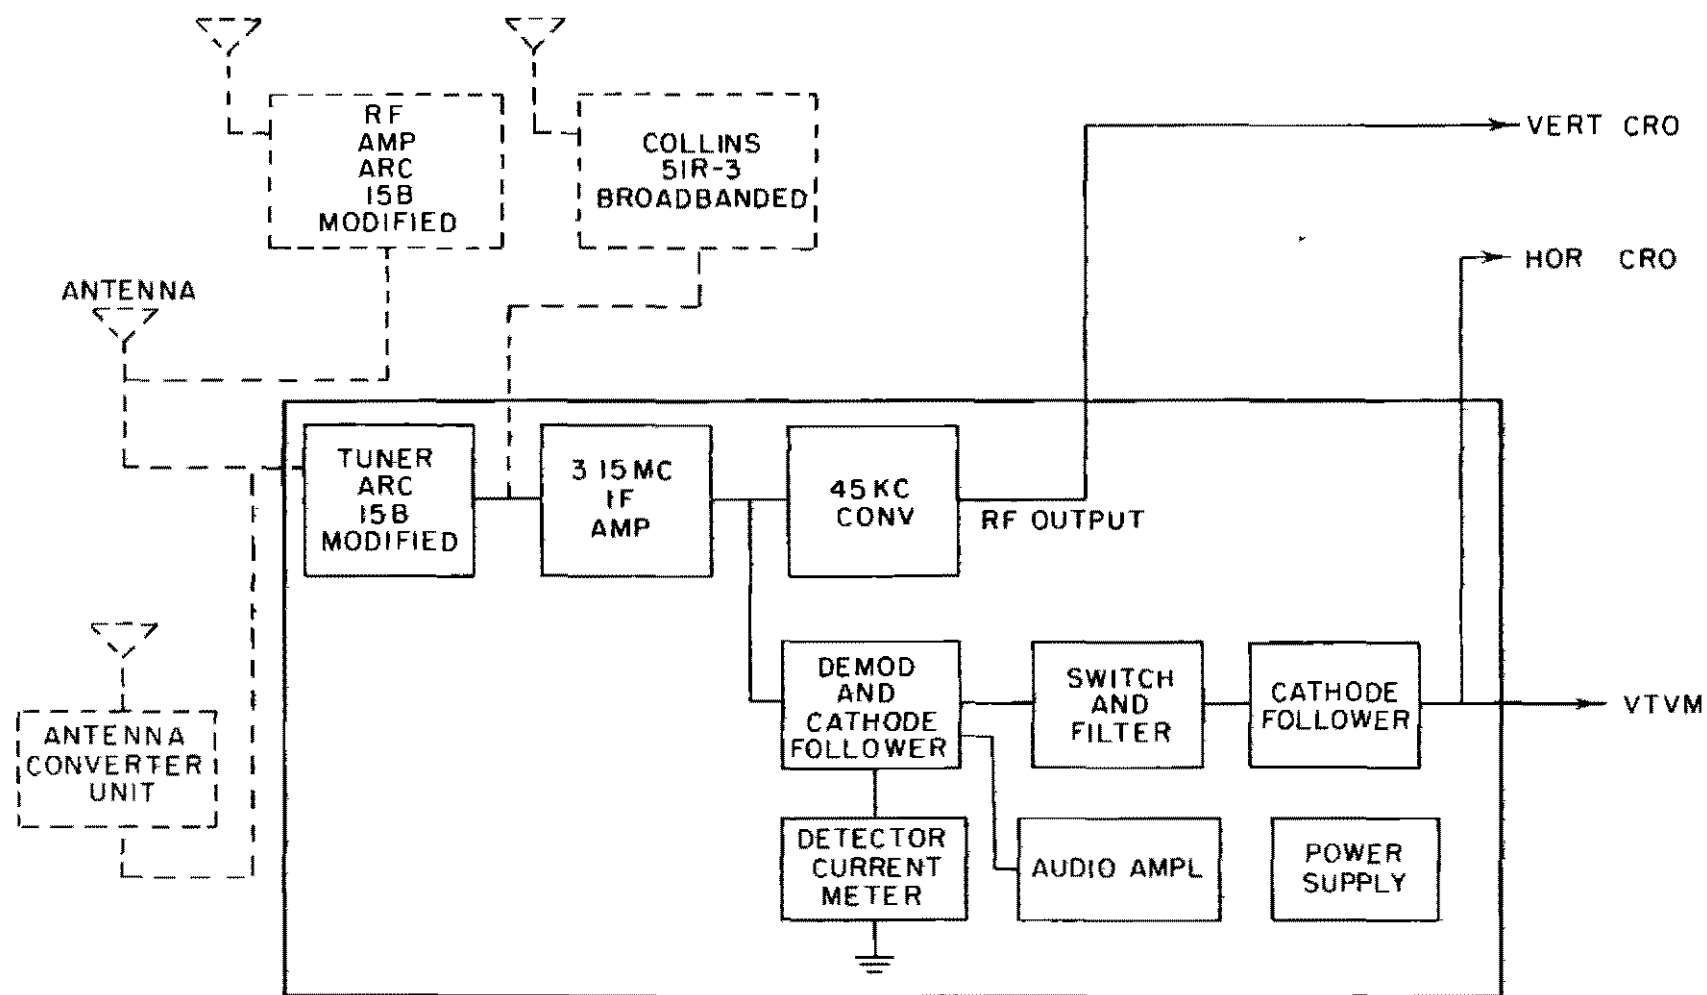 RF
AMP
ARC
15B
MODIFIED
COLLINS
51R-3
BROADBANDED
VERT CRO
HOR CRO
ANTENNA
TUNER
ARC
15B
MODIFIED
3 15 MC
IF
AMP
45 KC
CONV
RF OUTPUT
DEMOD
AND
CATHODE
FOLLOWER
SWITCH
AND
FILTER
CATHODE
FOLLOWER
VTVM
ANTENNA
CONVERTER
UNIT
DETECTOR
CURRENT
METER
AUDIO AMPL
POWER
SUPPLY